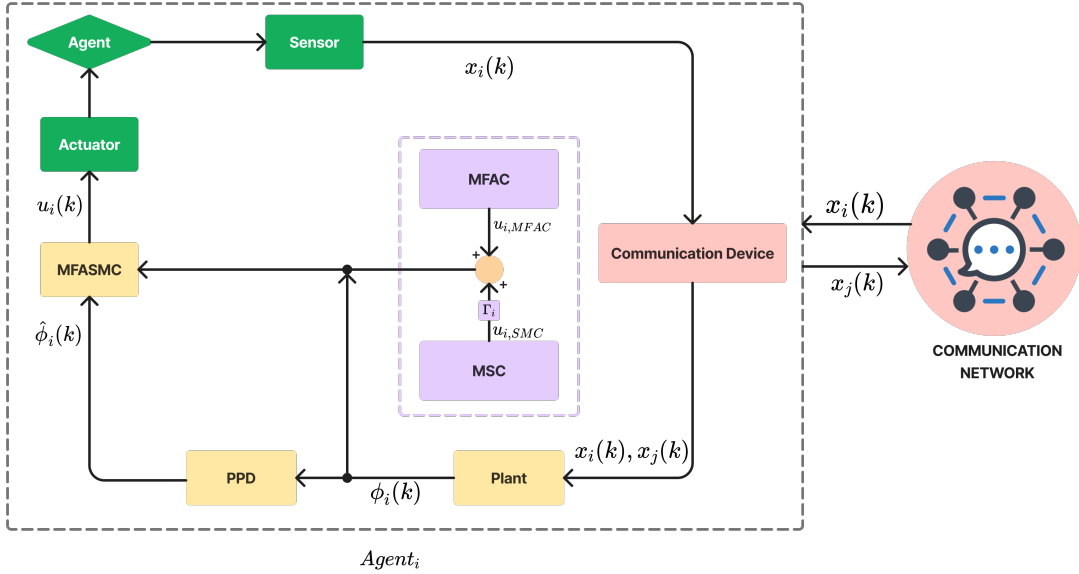 Agent
Sensor
x_i(k)
Actuator
MFAC
u_i(k)
u_{i,MFAC}
x_i(k)
Communication Device
MFASMC
+
+
x_j(k)
Γ_i
\hat{ϕ}_i(k)
u_{i,SMC}
COMMUNICATION
NETWORK
MSC
x_i(k), x_j(k)
PPD
Plant
ϕ_i(k)
Agent_i